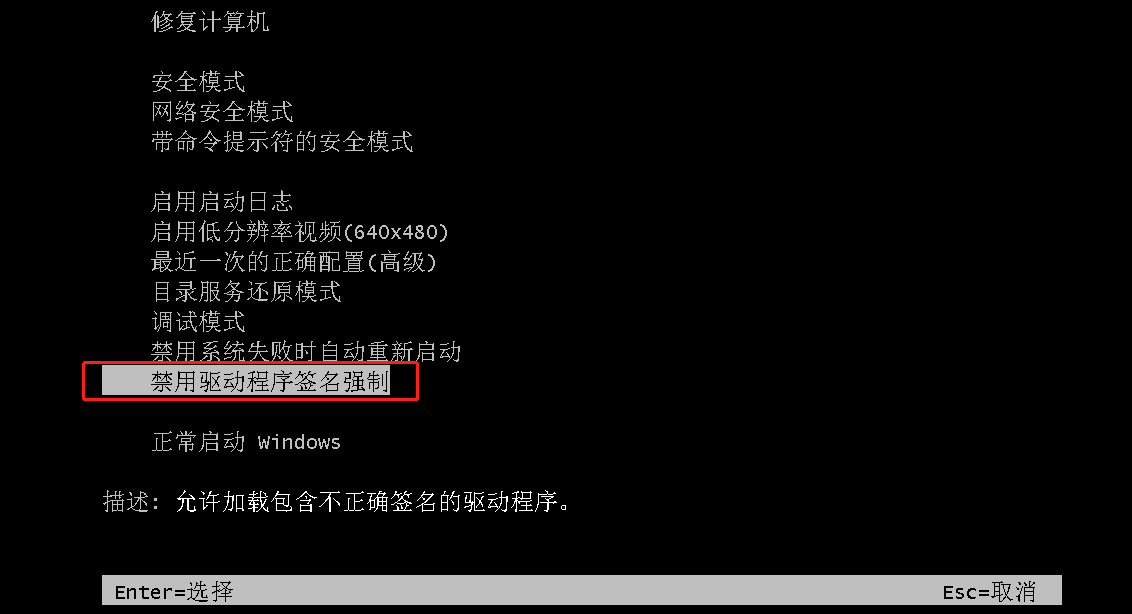 修复计算机
安全模式
网络安全模式
带命令提示符的安全模式
启用启动日志
启用低分辨率视频(640x480)
最近一次的正确配置(高级)
目录服务还原模式
调试模式
禁用系统失败时自动重新启动
禁用驱动程序签名强制
正常启动 Windows
描述: 允许加载包含不正确签名的驱动程序。
Enter=选择 Esc=取消